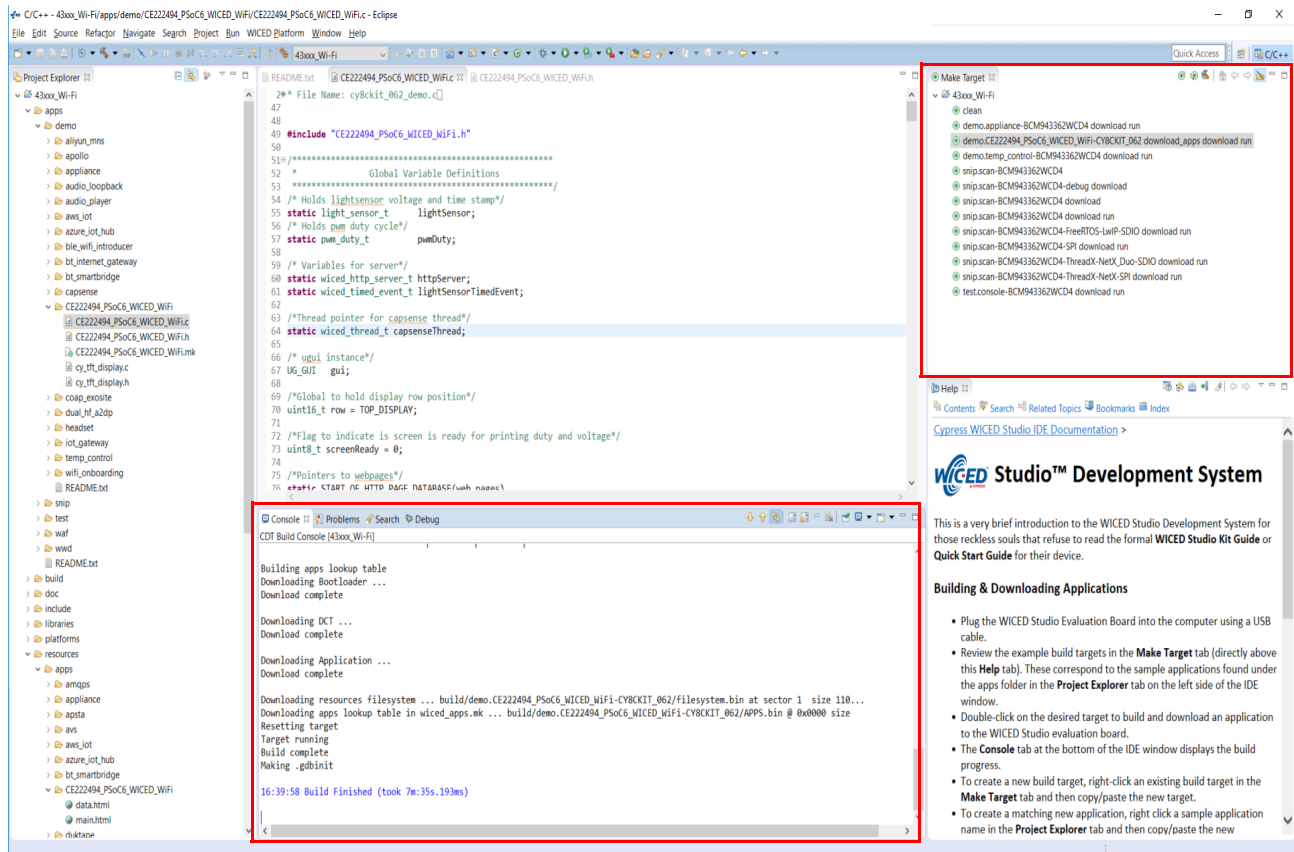 C/C++ - 43xxx_Wi-Fi/apps/demo/CE222494_PSoC6_WICED_WiFi/CE222494_PSoC6_WICED_WiFi.c - Eclipse
File Edit Source Refactor Navigate Search Project Run WICED Platform Window Help
43xxx_Wi-Fi
Quick Access
C/C++
Project Explorer
43xxx_Wi-Fi
apps
demo
aliyun_mns
apollo
appliance
audio_loopback
audio_player
aws_iot
azure_iot_hub
ble_wifi_introducer
bt_internet_gateway
bt_smartbridge
capsense
CE222494_PSoC6_WICED_WiFi
CE222494_PSoC6_WICED_WiFi.c
CE222494_PSoC6_WICED_WiFi.h
CE222494_PSoC6_WICED_WiFi.mk
cy_tft_display.c
cy_tft_display.h
coap_exosite
dual_hf_a2dp
headset
iot_gateway
temp_control
wifi_onboarding
README.txt
snip
test
waf
wwd
README.txt
build
doc
include
libraries
platforms
resources
apps
amqps
appliance
apsta
avs
aws_iot
azure_iot_hub
bt_smartbridge
CE222494_PSoC6_WICED_WiFi
data.html
main.html
duktape
README.txt CE222494_PSoC6_WICED_WiFi.c CE222494_PSoC6_WICED_WiFi.h
2 * File Name: cy8ckit_062_demo.c
47
48
49 #include "CE222494_PSoC6_WICED_WiFi.h"
50
51 /******************************************************
52 * Global Variable Definitions
53 ******************************************************/
54 /* Holds lightsensor voltage and time stamp*/
55 static light_sensor_t lightSensor;
56 /* Holds pwm duty cycle*/
57 static pwm_duty_t pwmDuty;
58
59 /* Variables for server*/
60 static wiced_http_server_t httpServer;
61 static wiced_timed_event_t lightSensorTimedEvent;
62
63 /*Thread pointer for capsense thread*/
64 static wiced_thread_t capsenseThread;
65
66 /* ugui instance*/
67 UG_GUI gui;
68
69 /*Global to hold display row position*/
70 uint16_t row = TOP_DISPLAY;
71
72 /*Flag to indicate is screen is ready for printing duty and voltage*/
73 uint8_t screenReady = 0;
74
75 /*Pointers to webpages*/
76 static START_OF_HTTP_PAGE_DATABASE(web_pages)
Console Problems Search Debug
CDT Build Console [43xxx_Wi-Fi]
Building apps lookup table
Downloading Bootloader ...
Download complete
Downloading DCT ...
Download complete
Downloading Application ...
Download complete
Downloading resources filesystem ... build/demo.CE222494_PSoC6_WICED_WiFi-CY8CKIT_062/filesystem.bin at sector 1 size 110...
Downloading apps lookup table in wiced_apps.mk ... build/demo.CE222494_PSoC6_WICED_WiFi-CY8CKIT_062/APPS.bin @ 0x0000 size
Resetting target
Target running
Build complete
Making .gdbinit
16:39:58 Build Finished (took 7m:35s.193ms)
Make Target
43xxx_Wi-Fi
clean
demo.appliance-BCM943362WCD4 download run
demo.CE222494_PSoC6_WICED_WiFi-CY8CKIT_062 download_apps download run
demo.temp_control-BCM943362WCD4 download run
snip.scan-BCM943362WCD4
snip.scan-BCM943362WCD4-debug download
snip.scan-BCM943362WCD4 download
snip.scan-BCM943362WCD4 download run
snip.scan-BCM943362WCD4-FreeRTOS-LwIP-SDIO download run
snip.scan-BCM943362WCD4-SPI download run
snip.scan-BCM943362WCD4-ThreadX-NetX_Duo-SDIO download run
snip.scan-BCM943362WCD4-ThreadX-NetX-SPI download run
test.console-BCM943362WCD4 download run
Help
Contents Search Related Topics Bookmarks Index
Cypress WICED Studio IDE Documentation >
WICED Studio™ Development System
This is a very brief introduction to the WICED Studio Development System for
those reckless souls that refuse to read the formal WICED Studio Kit Guide or
Quick Start Guide for their device.
Building & Downloading Applications
• Plug the WICED Studio Evaluation Board into the computer using a USB
cable.
• Review the example build targets in the Make Target tab (directly above
this Help tab). These correspond to the sample applications found under
the apps folder in the Project Explorer tab on the left side of the IDE
window.
• Double-click on the desired target to build and download an application
to the WICED Studio evaluation board.
• The Console tab at the bottom of the IDE window displays the build
progress.
• To create a new build target, right-click an existing build target in the
Make Target tab and then copy/paste the new target.
• To create a matching new application, right click a sample application
name in the Project Explorer tab and then copy/paste the new